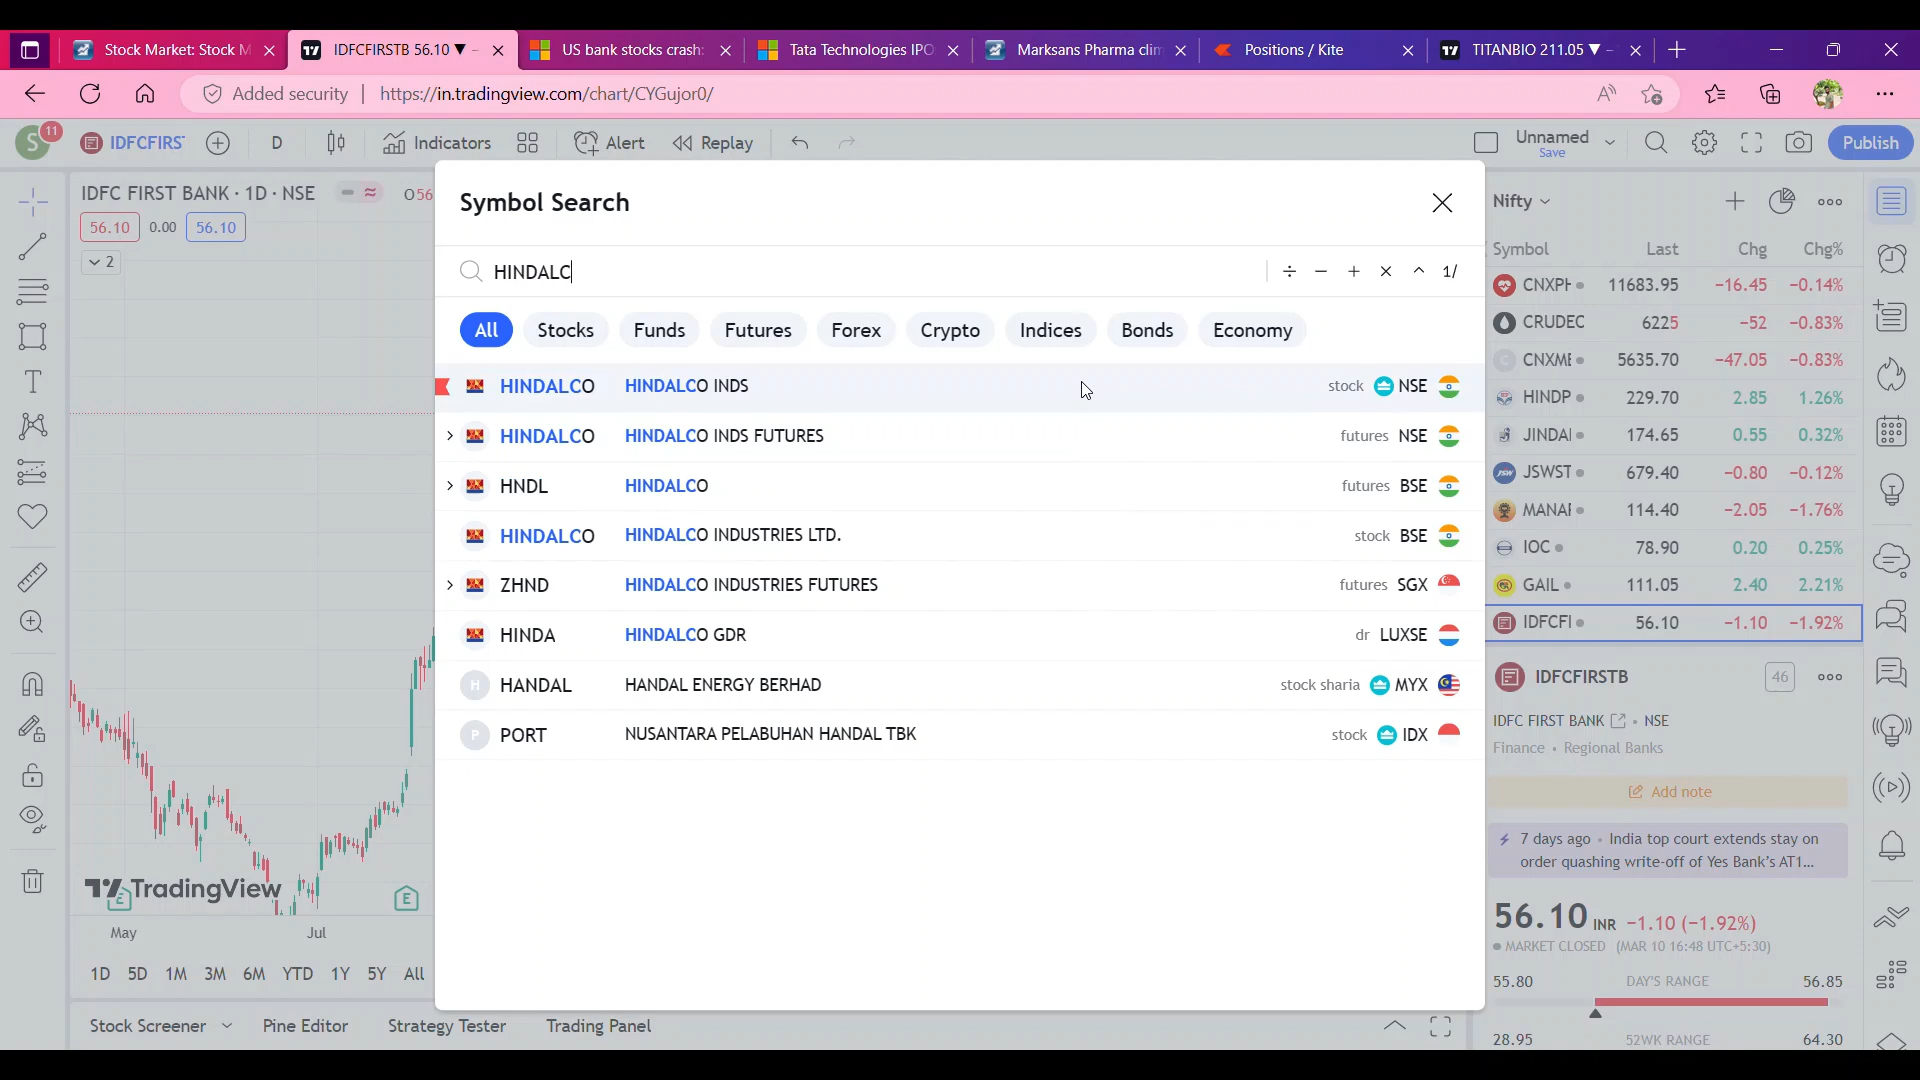 Stock Market: Stock M
IDFCFIRSTB 56.10 ▼ -
US bank stocks crash:
Tata Technologies IPO
Marksans Pharma clim
Positions / Kite
TITANBIO 211.05 ▼ -
Added security
https://in.tradingview.com/chart/CYGujor0/
S
11
IDFCFIRST
D
Indicators
Alert
Replay
Unnamed
Save
Publish
IDFC FIRST BANK · 1D · NSE
O56
56.10
0.00
56.10
2
Symbol Search
HINDALC
÷ − + × ^ 1/
All
Stocks
Funds
Futures
Forex
Crypto
Indices
Bonds
Economy
HINDALCO HINDALCO INDS stock NSE
HINDALCO HINDALCO INDS FUTURES futures NSE
HNDL HINDALCO futures BSE
HINDALCO HINDALCO INDUSTRIES LTD. stock BSE
ZHND HINDALCO INDUSTRIES FUTURES futures SGX
HINDA HINDALCO GDR dr LUXSE
H HANDAL HANDAL ENERGY BERHAD stock sharia MYX
P PORT NUSANTARA PELABUHAN HANDAL TBK stock IDX
Nifty
Symbol Last Chg Chg%
CNXPH 11683.95 −16.45 −0.14%
CRUDEC 6225 −52 −0.83%
C CNXME 5635.70 −47.05 −0.83%
HINDP 229.70 2.85 1.26%
JINDAL 174.65 0.55 0.32%
JSWST 679.40 −0.80 −0.12%
MANAP 114.40 −2.05 −1.76%
IOC 78.90 0.20 0.25%
GAIL 111.05 2.40 2.21%
IDFCFI 56.10 −1.10 −1.92%
IDFCFIRSTB
46
IDFC FIRST BANK • NSE
Finance • Regional Banks
Add note
7 days ago • India top court extends stay on
order quashing write-off of Yes Bank's AT1...
56.10 INR −1.10 (−1.92%)
MARKET CLOSED (MAR 10 16:48 UTC+5:30)
55.80 DAY'S RANGE 56.85
28.95 52WK RANGE 64.30
TradingView
E
E
May
Jul
1D 5D 1M 3M 6M YTD 1Y 5Y All
Stock Screener
Pine Editor
Strategy Tester
Trading Panel